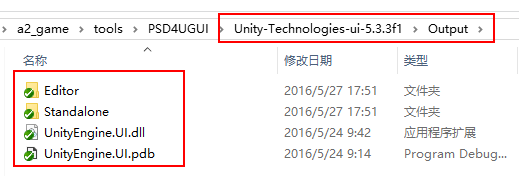 a2_game › tools › PSD4UGUI › Unity-Technologies-ui-5.3.3f1 › Output ›
名称 修改日期 类型
Editor 2016/5/27 17:51 文件夹
Standalone 2016/5/27 17:51 文件夹
UnityEngine.UI.dll 2016/5/24 9:42 应用程序扩展
UnityEngine.UI.pdb 2016/5/24 9:14 Program Debug...